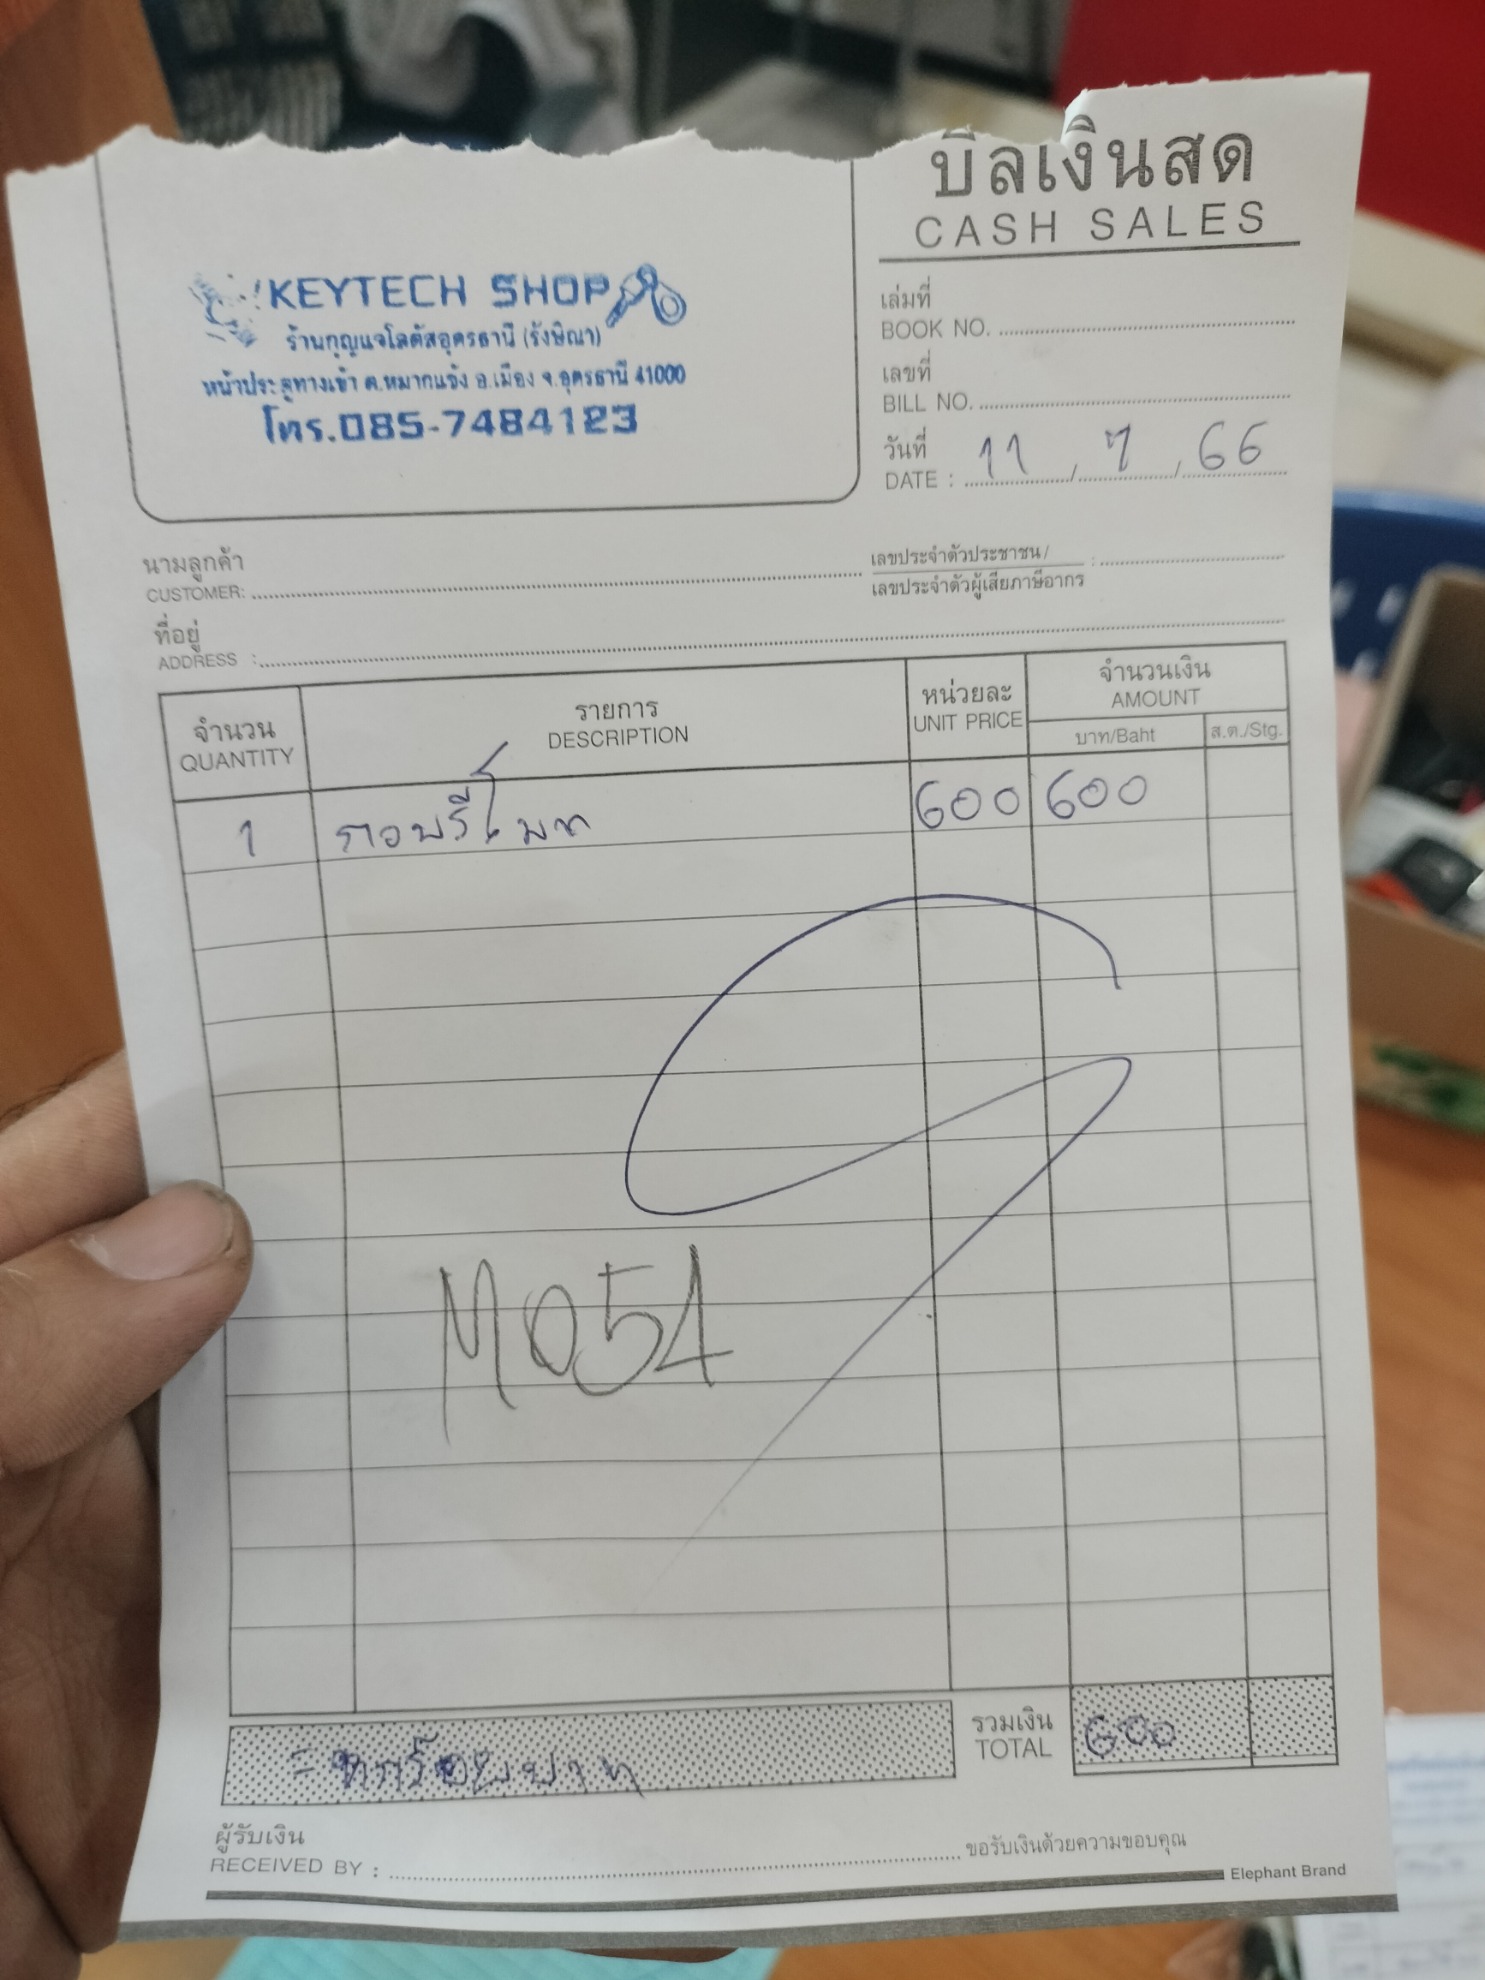 บิลเงินสด
CASH SALES
KEYTECH SHOP
ร้านกุญแจโลตัสอุดรธานี (รังษิณา)
หน้าประตูทางเข้า ต.หมากแข้ง อ.เมือง จ.อุดรธานี 41000
โทร.085-7484123
เล่มที่
BOOK NO.
เลขที่
BILL NO.
วันที่
DATE : 11 / 7 / 66
นามลูกค้า
CUSTOMER:
เลขประจำตัวประชาชน /
เลขประจำตัวผู้เสียภาษีอากร :
ที่อยู่
ADDRESS :
จำนวน
QUANTITY
รายการ
DESCRIPTION
หน่วยละ
UNIT PRICE
จำนวนเงิน
AMOUNT
บาท/Baht ส.ต./Stg.
1 กอบรีโมท 600 600
M054
= หกร้อยบาท
รวมเงิน
TOTAL 600
ผู้รับเงิน
RECEIVED BY :
ขอรับเงินด้วยความขอบคุณ
Elephant Brand